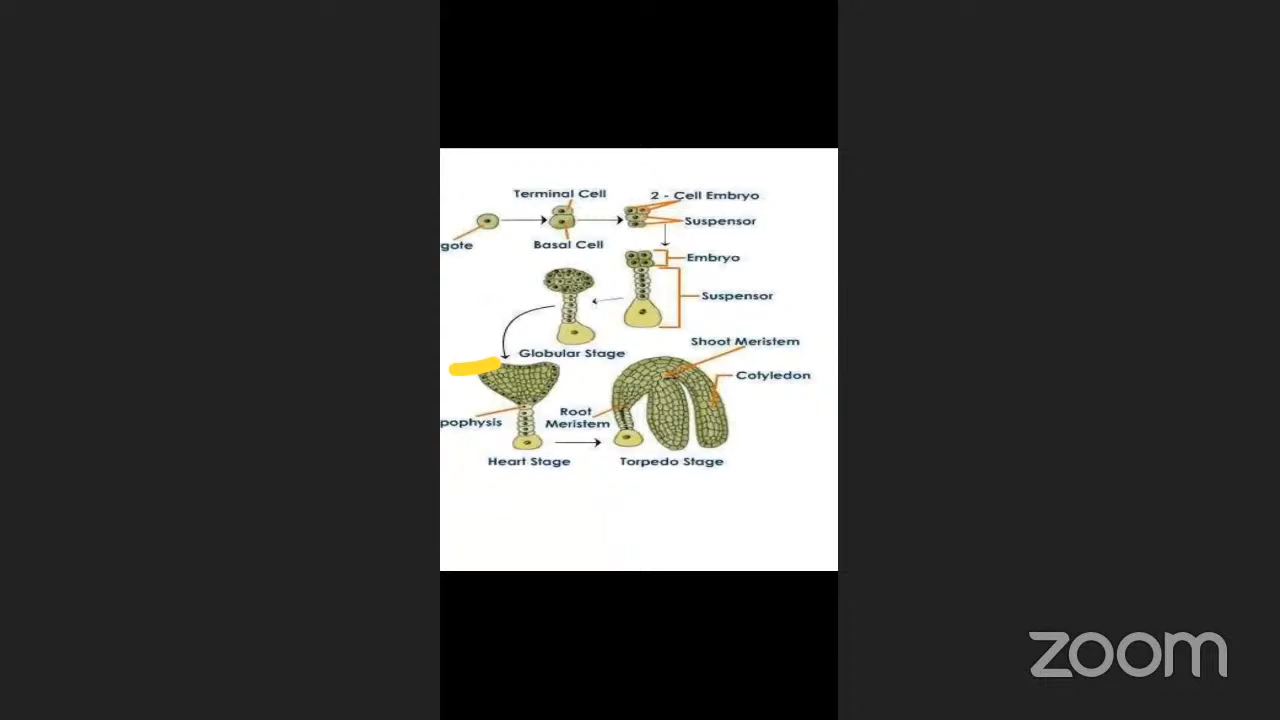 Terminal Cell
2 - Cell Embryo
Suspensor
gote
Basal Cell
Embryo
Suspensor
Globular Stage
Shoot Meristem
Cotyledon
Root
Meristem
pophysis
Heart Stage
Torpedo Stage
zoom